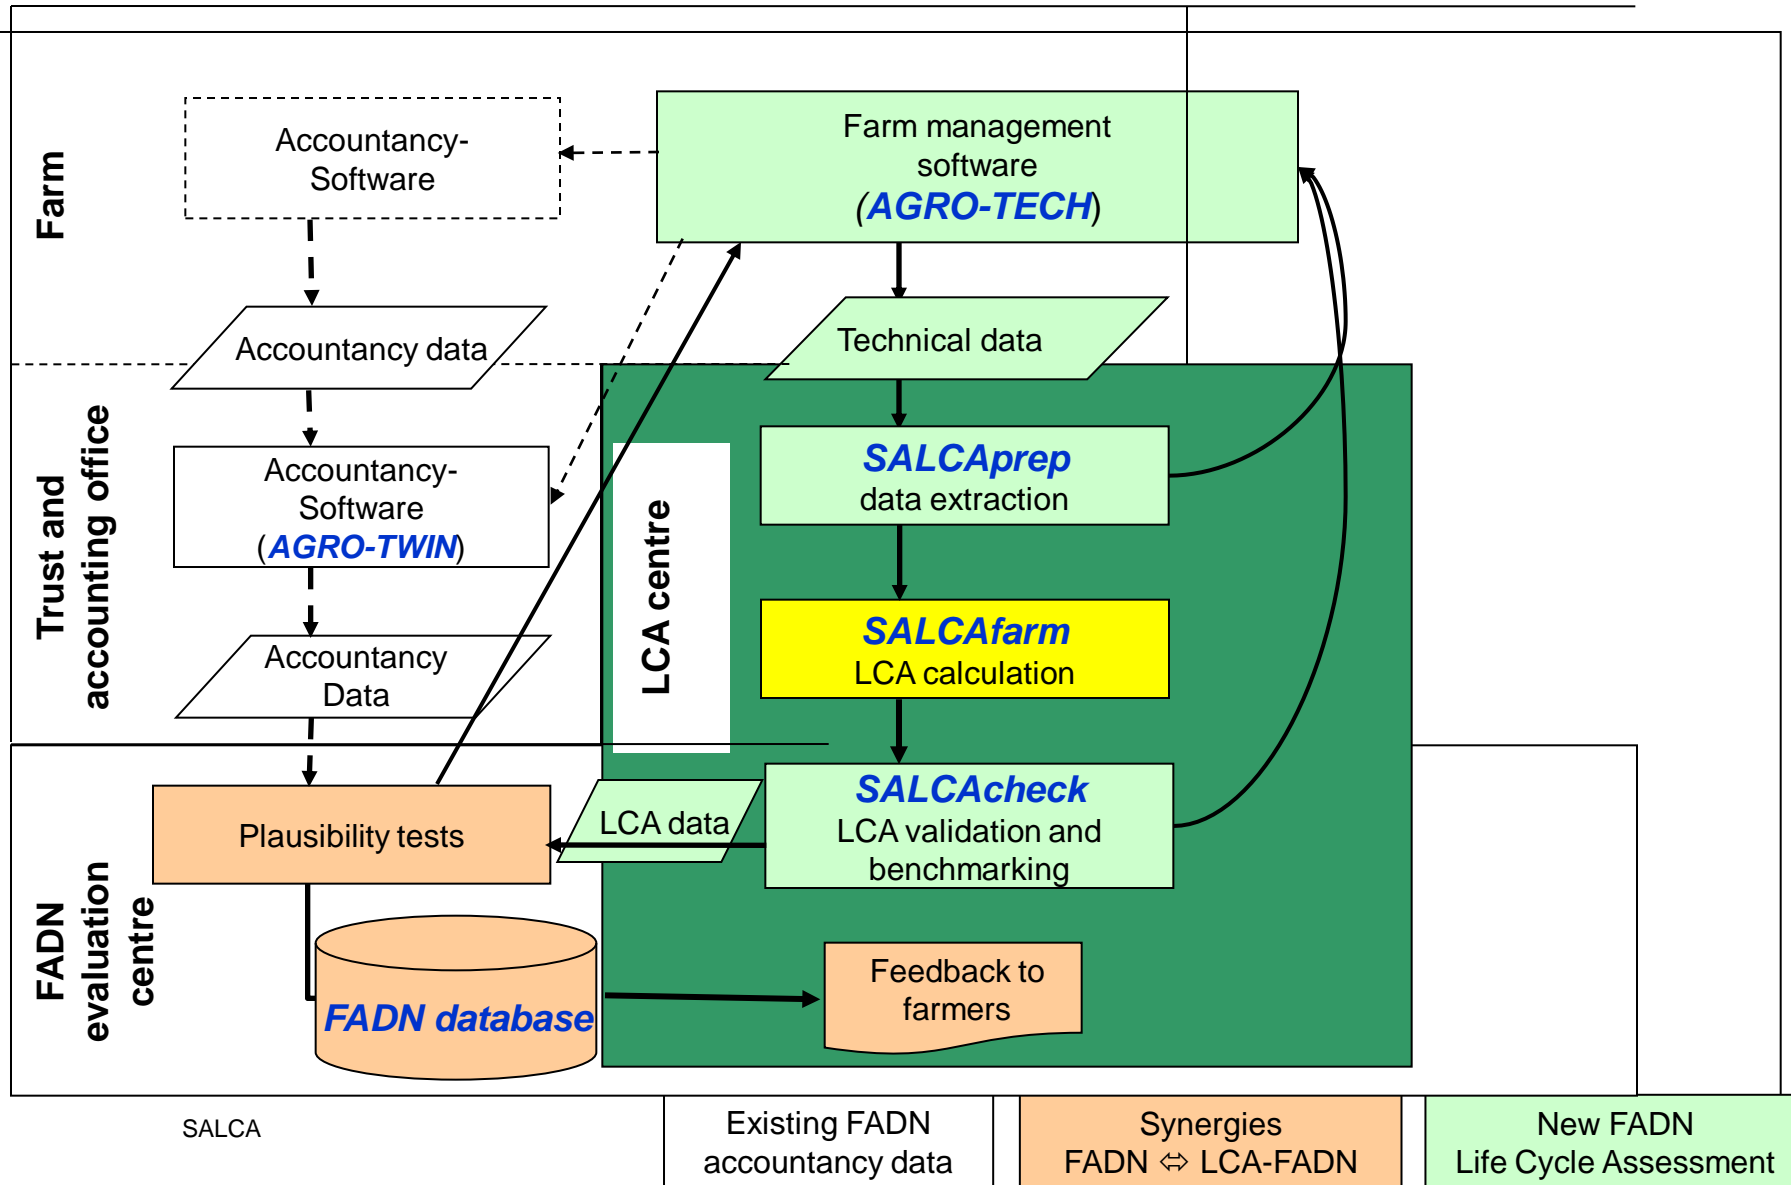 Farm
Accountancy-
Software
Farm management
software
(AGRO-TECH)
Accountancy data
Technical data
Trust and
accounting office
Accountancy-
Software
(AGRO-TWIN)
LCA centre
SALCAprep
data extraction
SALCAfarm
LCA calculation
Accountancy
Data
FADN
evaluation
centre
Plausibility tests
LCA data
SALCAcheck
LCA validation and
benchmarking
FADN database
Feedback to
farmers
SALCA
Existing FADN
accountancy data
Synergies
FADN ⇔ LCA-FADN
New FADN
Life Cycle Assessment